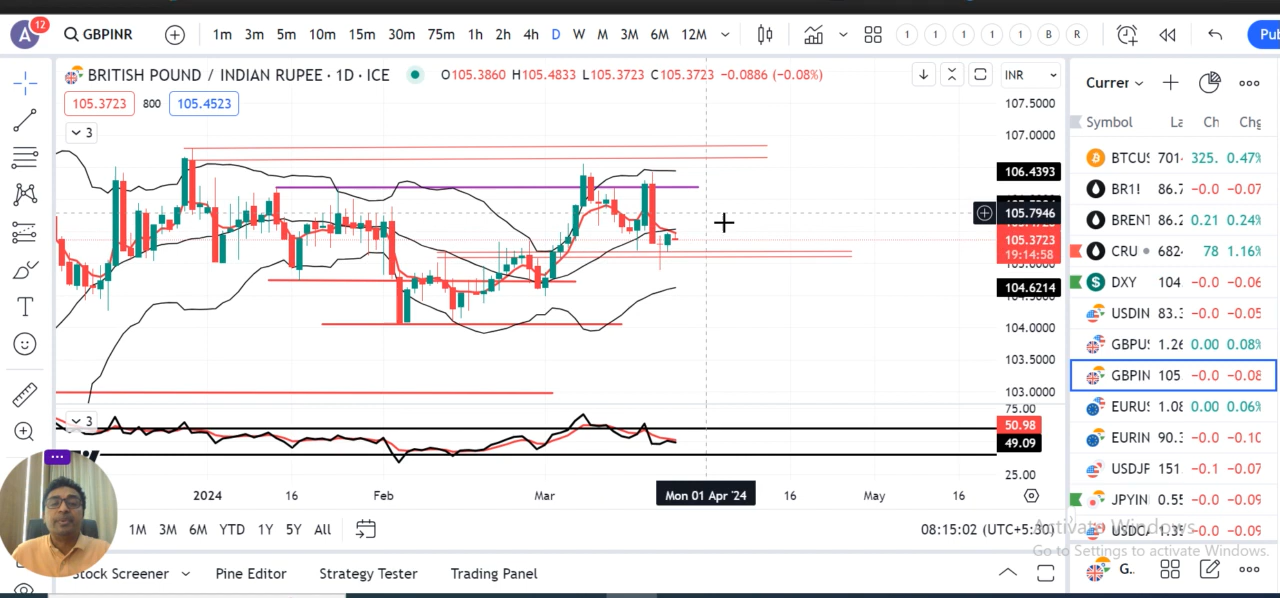 A 12 GBPINR 1m 3m 5m 10m 15m 30m 75m 1h 2h 4h D W M 3M 6M 12M 1 1 1 1 1 B R Pub
BRITISH POUND / INDIAN RUPEE · 1D · ICE O105.3860 H105.4833 L105.3723 C105.3723 -0.0886 (-0.08%) INR
105.3723 800 105.4523
3
107.5000
107.0000
106.4393
105.7946
105.3723
19:14:58
104.6214
104.0000
103.5000
103.0000
3
75.00
50.98
49.09
25.00
2024 16 Feb Mar Mon 01 Apr '24 16 May 16
1M 3M 6M YTD 1Y 5Y All 08:15:02 (UTC+5:30)
Stock Screener Pine Editor Strategy Tester Trading Panel
Currer
Symbol La Ch Chg
BTCUS 701 325. 0.47%
BR1! 86.7 -0.0 -0.07
BRENT 86.2 0.21 0.24%
CRU 682 78 1.16%
DXY 104 -0.0 -0.06
USDIN 83.3 -0.0 -0.05
GBPUS 1.26 0.00 0.08%
GBPIN 105 -0.0 -0.08
EURUS 1.08 0.00 0.06%
EURIN 90.3 -0.0 -0.10
USDJP 151 -0.1 -0.07
JPYIN 0.55 -0.0 -0.09
USDCA 1.35 -0.0 -0.09
Activate Windows
Go to Settings to activate Windows.
G..